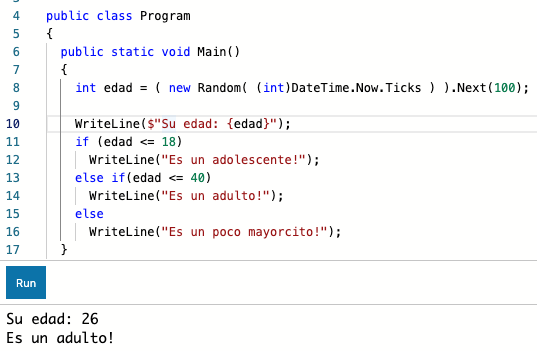 4 public class Program
5 {
6 public static void Main()
7 {
8 int edad = ( new Random( (int)DateTime.Now.Ticks ) ).Next(100);
9
10 WriteLine($"Su edad: {edad}");
11 if (edad <= 18)
12 WriteLine("Es un adolescente!");
13 else if(edad <= 40)
14 WriteLine("Es un adulto!");
15 else
16 WriteLine("Es un poco mayorcito!");
17 }
Run
Su edad: 26
Es un adulto!